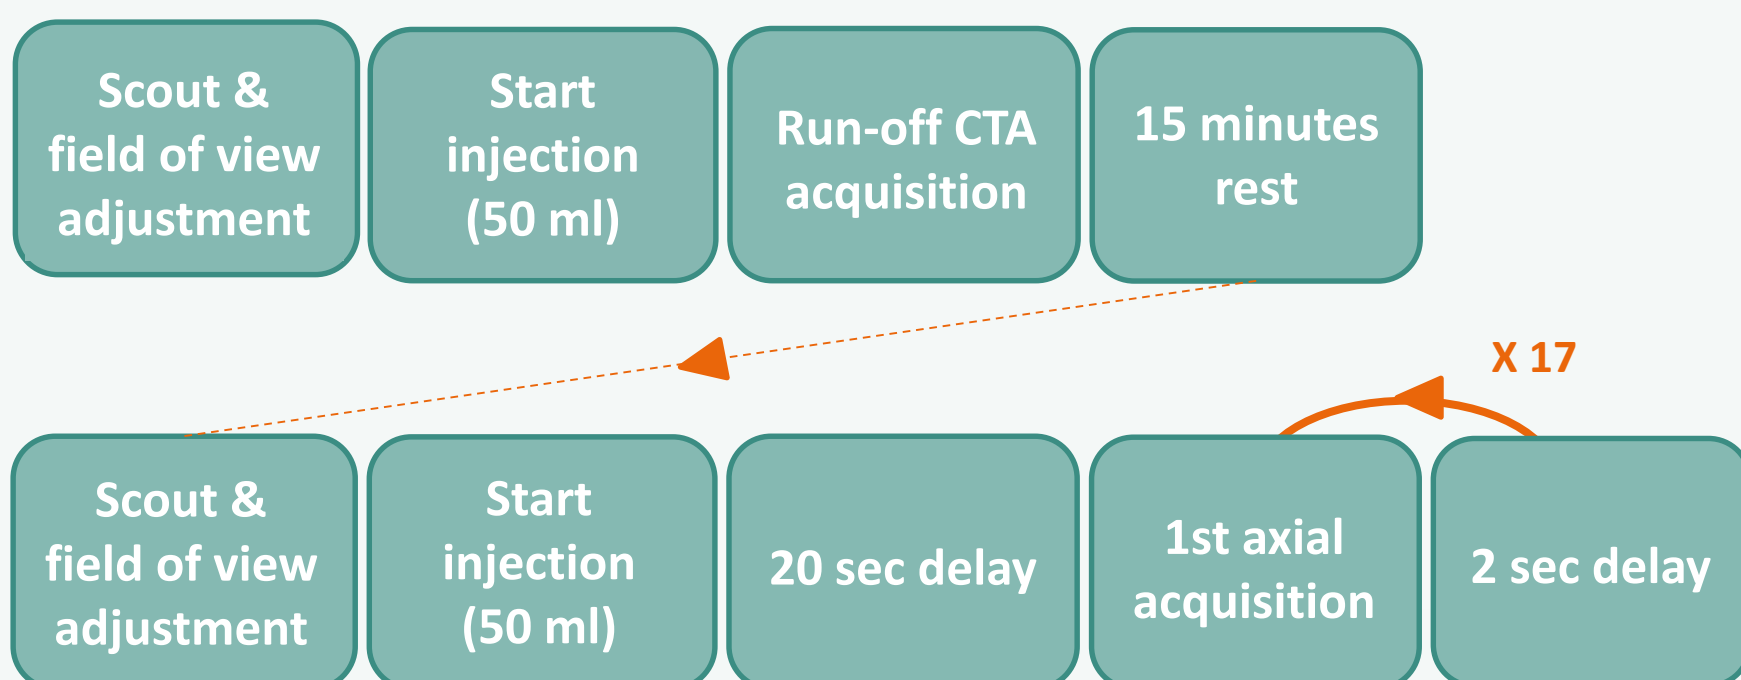 Scout &
field of view
adjustment
Start
injection
(50 ml)
Run-off CTA
acquisition
15 minutes
rest
X 17
Scout &
field of view
adjustment
Start
injection
(50 ml)
20 sec delay
1st axial
acquisition
2 sec delay